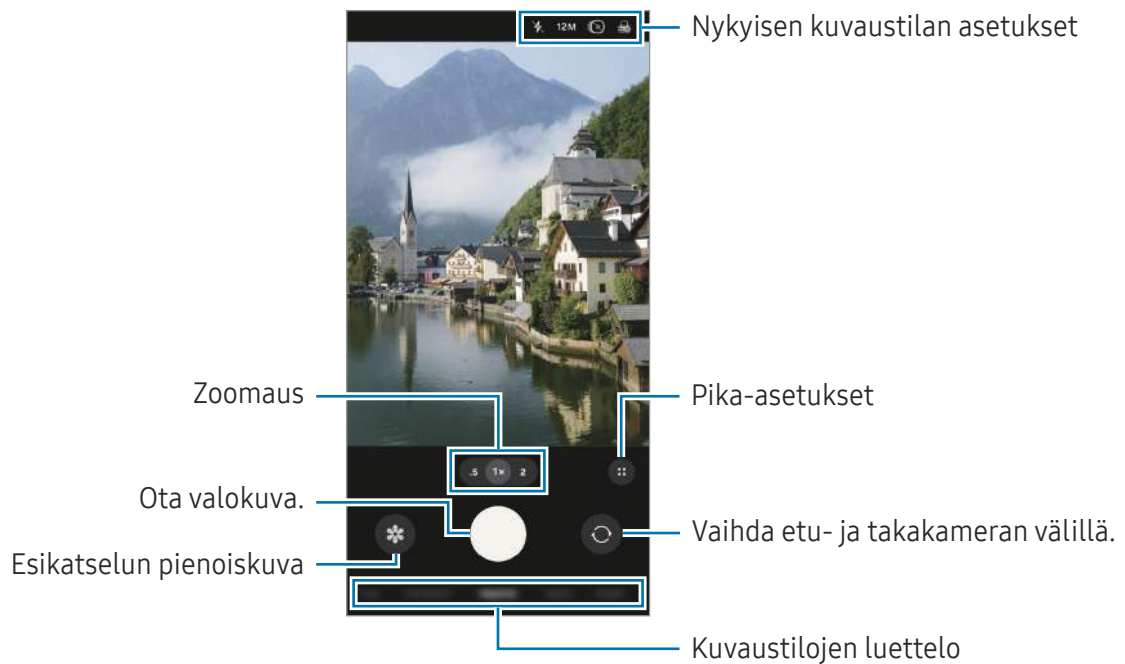 Nykyisen kuvaustilan asetukset
12M
Zoomaus
Pika-asetukset
.5 1x 2
Ota valokuva.
Vaihda etu- ja takakameran välillä.
Esikatselun pienoiskuva
Kuvaustilojen luettelo